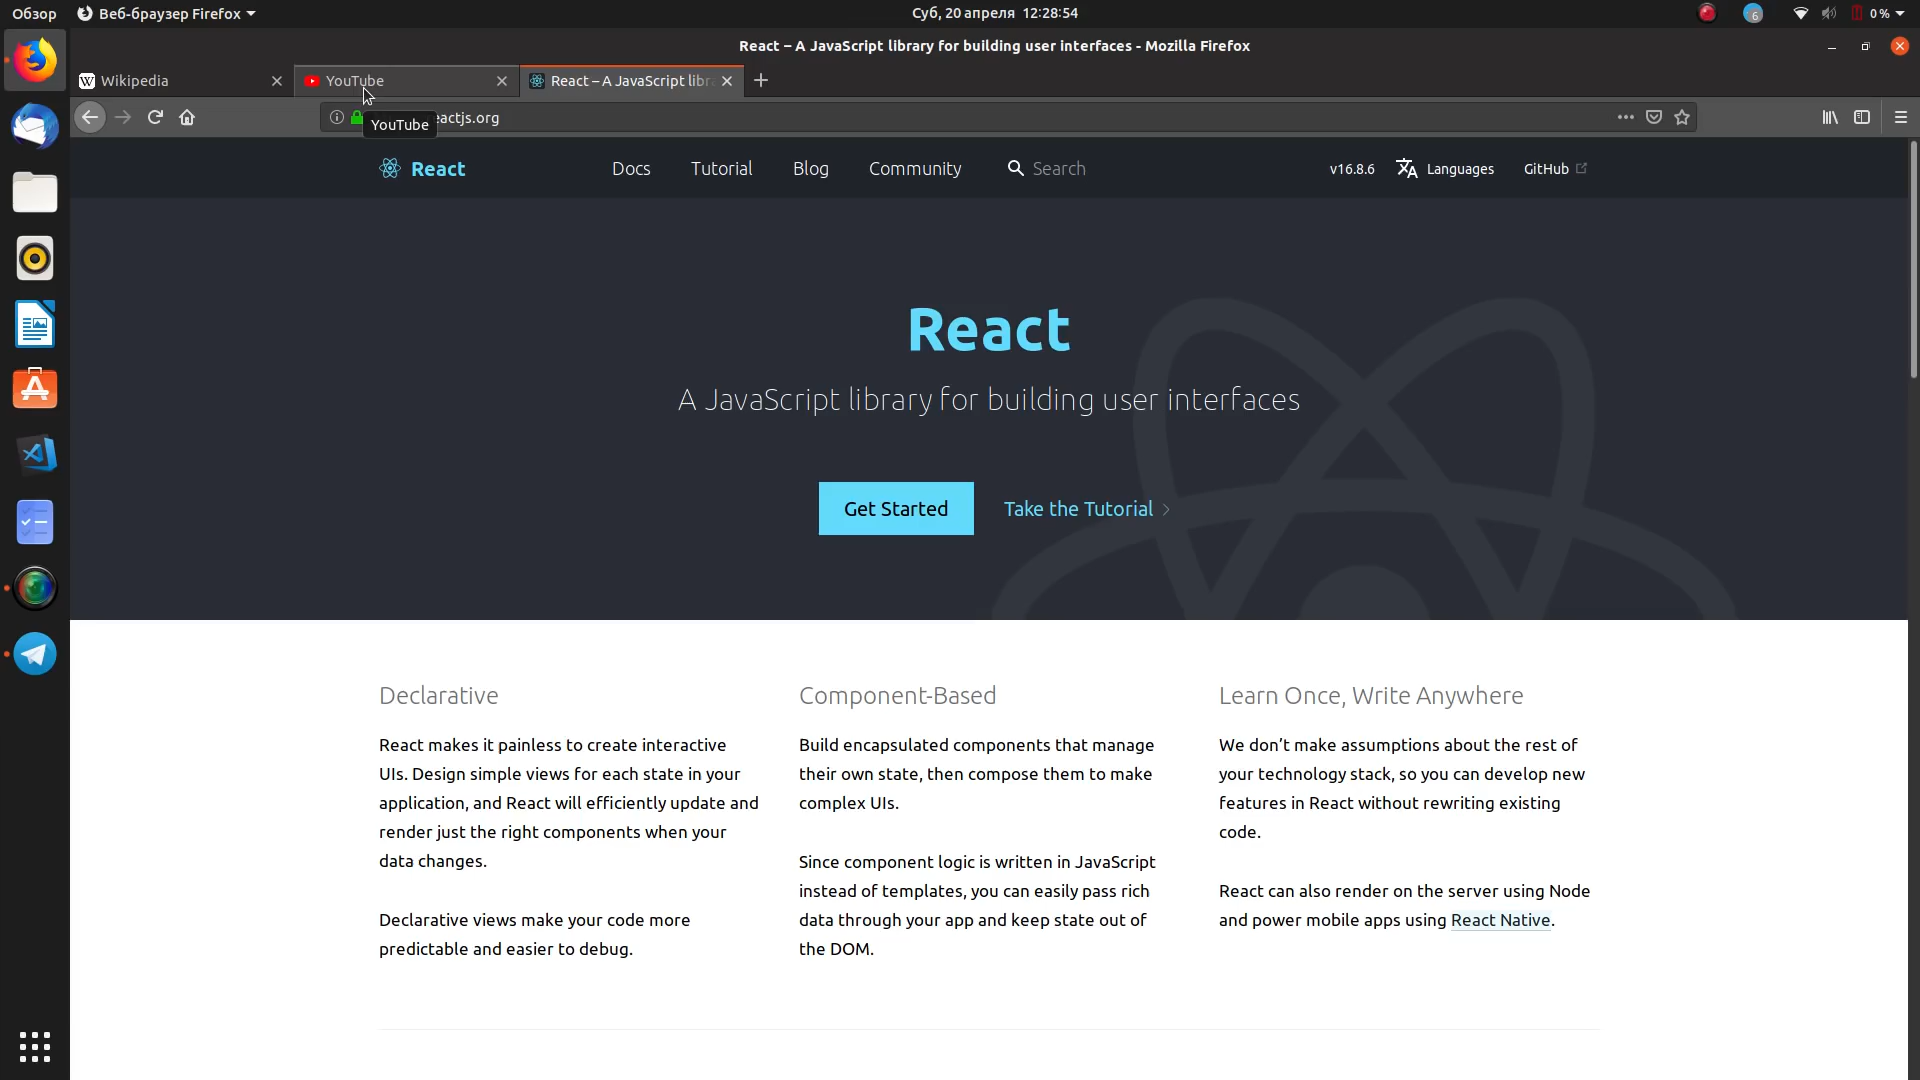 Обзор
Веб-браузер Firefox
Суб, 20 апреля 12:28:54
6
0 %
React – A JavaScript library for building user interfaces - Mozilla Firefox
W Wikipedia
YouTube
React – A JavaScript libr
YouTube
eactjs.org
React
Docs
Tutorial
Blog
Community
Search
v16.8.6
Languages
GitHub
React
A JavaScript library for building user interfaces
Get Started
Take the Tutorial
Declarative
React makes it painless to create interactive
UIs. Design simple views for each state in your
application, and React will efficiently update and
render just the right components when your
data changes.
Declarative views make your code more
predictable and easier to debug.
Component-Based
Build encapsulated components that manage
their own state, then compose them to make
complex UIs.
Since component logic is written in JavaScript
instead of templates, you can easily pass rich
data through your app and keep state out of
the DOM.
Learn Once, Write Anywhere
We don’t make assumptions about the rest of
your technology stack, so you can develop new
features in React without rewriting existing
code.
React can also render on the server using Node
and power mobile apps using React Native.